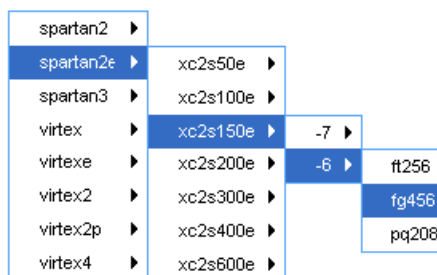 spartan2
spartan2e
spartan3
virtex
virtexe
virtex2
virtex2p
virtex4
xc2s50e
xc2s100e
xc2s150e
xc2s200e
xc2s300e
xc2s400e
xc2s600e
-7
-6
ft256
fg456
pq208